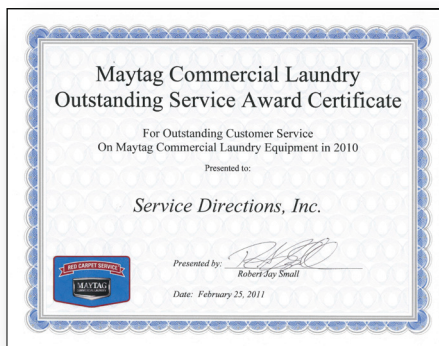 Maytag Commercial Laundry
Outstanding Service Award Certificate
For Outstanding Customer Service
On Maytag Commercial Laundry Equipment in 2010
Presented to:
Service Directions, Inc.
Presented by:
Robert Jay Small
Date: February 25, 2011
RED CARPET SERVICE
MAYTAG